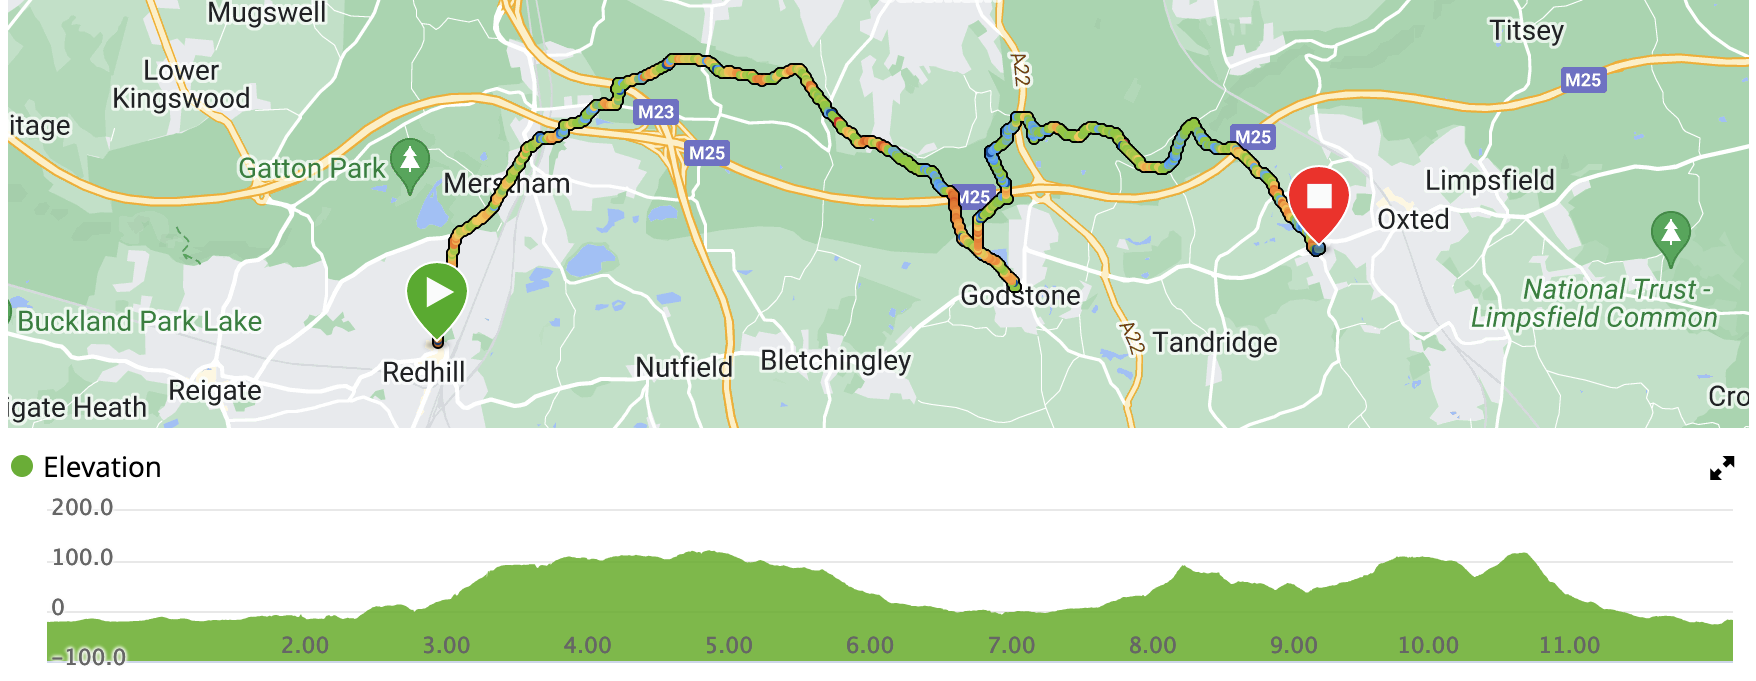 Mugswell
Titsey
Lower
Kingswood
A22
M25
M23
itage
M25
M25
Gatton Park
Merstham
M25
Limpsfield
Oxted
Godstone
National Trust -
Limpsfield Common
Buckland Park Lake
A22
Tandridge
Redhill
Nutfield
Bletchingley
Reigate
igate Heath
Cro
Elevation
200.0
100.0
0
-100.0
2.00 3.00 4.00 5.00 6.00 7.00 8.00 9.00 10.00 11.00